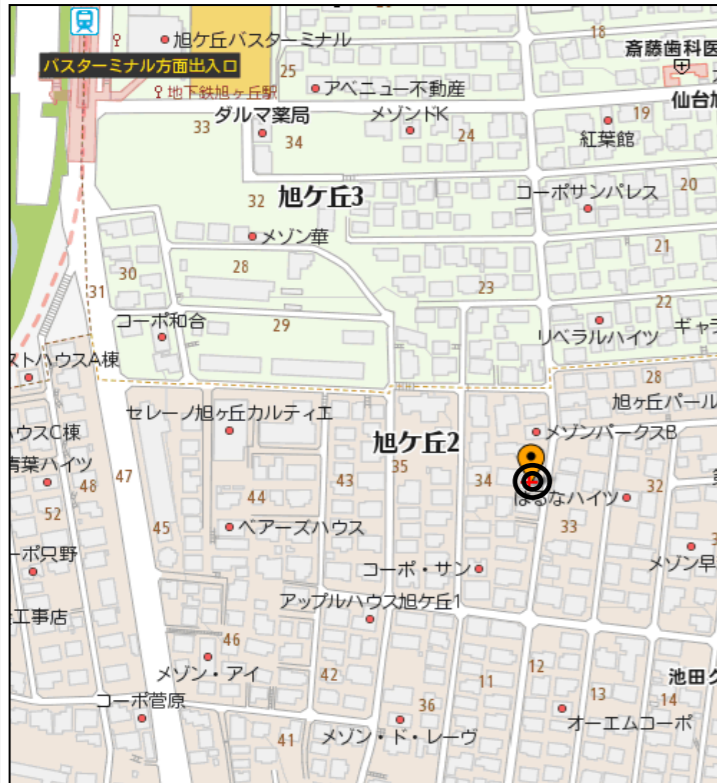 旭ケ丘バスターミナル
18
斎藤歯科医
バスターミナル方面出入口
25
アベニュー不動産
地下鉄旭ヶ丘駅
仙台旭
ダルマ薬局
メゾンドK
19
33
34
24
紅葉館
32
旭ケ丘3
コーポサンパレス
20
メゾン華
21
30
28
31
23
22
コーポ和合
29
リベラルハイツ
ギャラ
ストハウスA棟
28
旭ヶ丘パール
セレーノ旭ヶ丘カルティエ
旭ケ丘2
メゾンパークスB
ハウスC棟
青葉ハイツ
47
43
35
34
32
48
44
はるなハイツ
52
45
ベアーズハウス
33
ーポ只野
コーポ・サン
メゾン早
アップルハウス旭ケ丘1
工事店
46
メゾン・アイ
42
11
12
池田久
コーポ菅原
36
13
14
オーエムコーポ
41
メゾン・ド・レーヴ